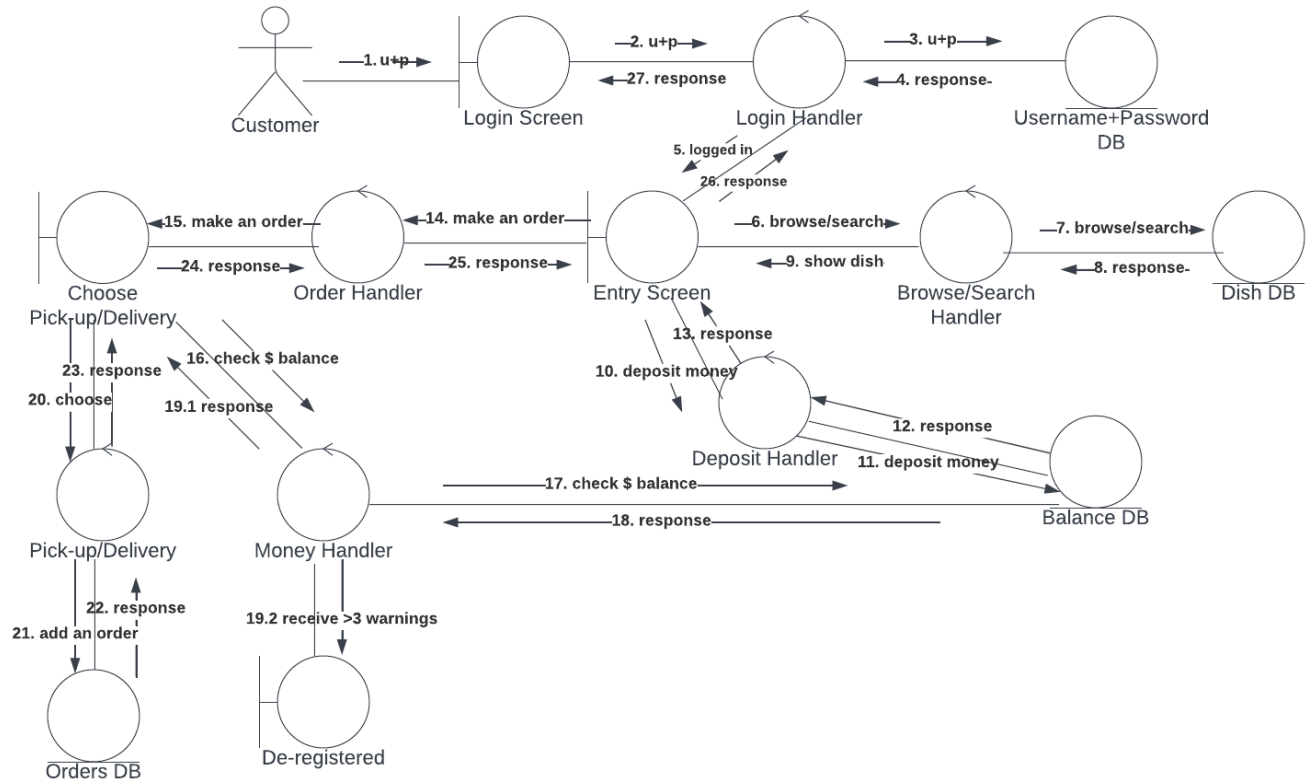 1. u+p
2. u+p
3. u+p
27. response
4. response
Customer
Login Screen
Login Handler
Username+Password
DB
5. logged in
26. response
15. make an order
14. make an order
6. browse/search
7. browse/search
24. response
25. response
9. show dish
8. response
Choose
Pick-up/Delivery
Order Handler
Entry Screen
Browse/Search
Handler
Dish DB
13. response
16. check $ balance
23. response
10. deposit money
20. choose
19.1 response
12. response
Deposit Handler
11. deposit money
17. check $ balance
18. response
Balance DB
Pick-up/Delivery
Money Handler
22. response
19.2 receive >3 warnings
21. add an order
De-registered
Orders DB